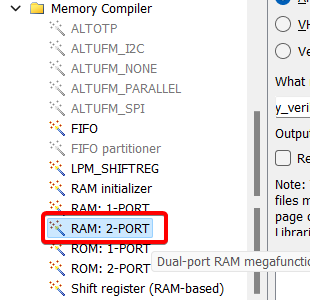 Memory Compiler
ALTOTP
ALTUFM_I2C
ALTUFM_NONE
ALTUFM_PARALLEL
ALTUFM_SPI
FIFO
FIFO partitioner
LPM_SHIFTREG
RAM initializer
RAM: 1-PORT
RAM: 2-PORT
ROM: 1-PORT
ROM: 2-PORT
Shift register (RAM-based)
Dual-port RAM megafunctio
VH
Ve
What
y_veri
Outpu
Re
Note:
files m
page o
Librari